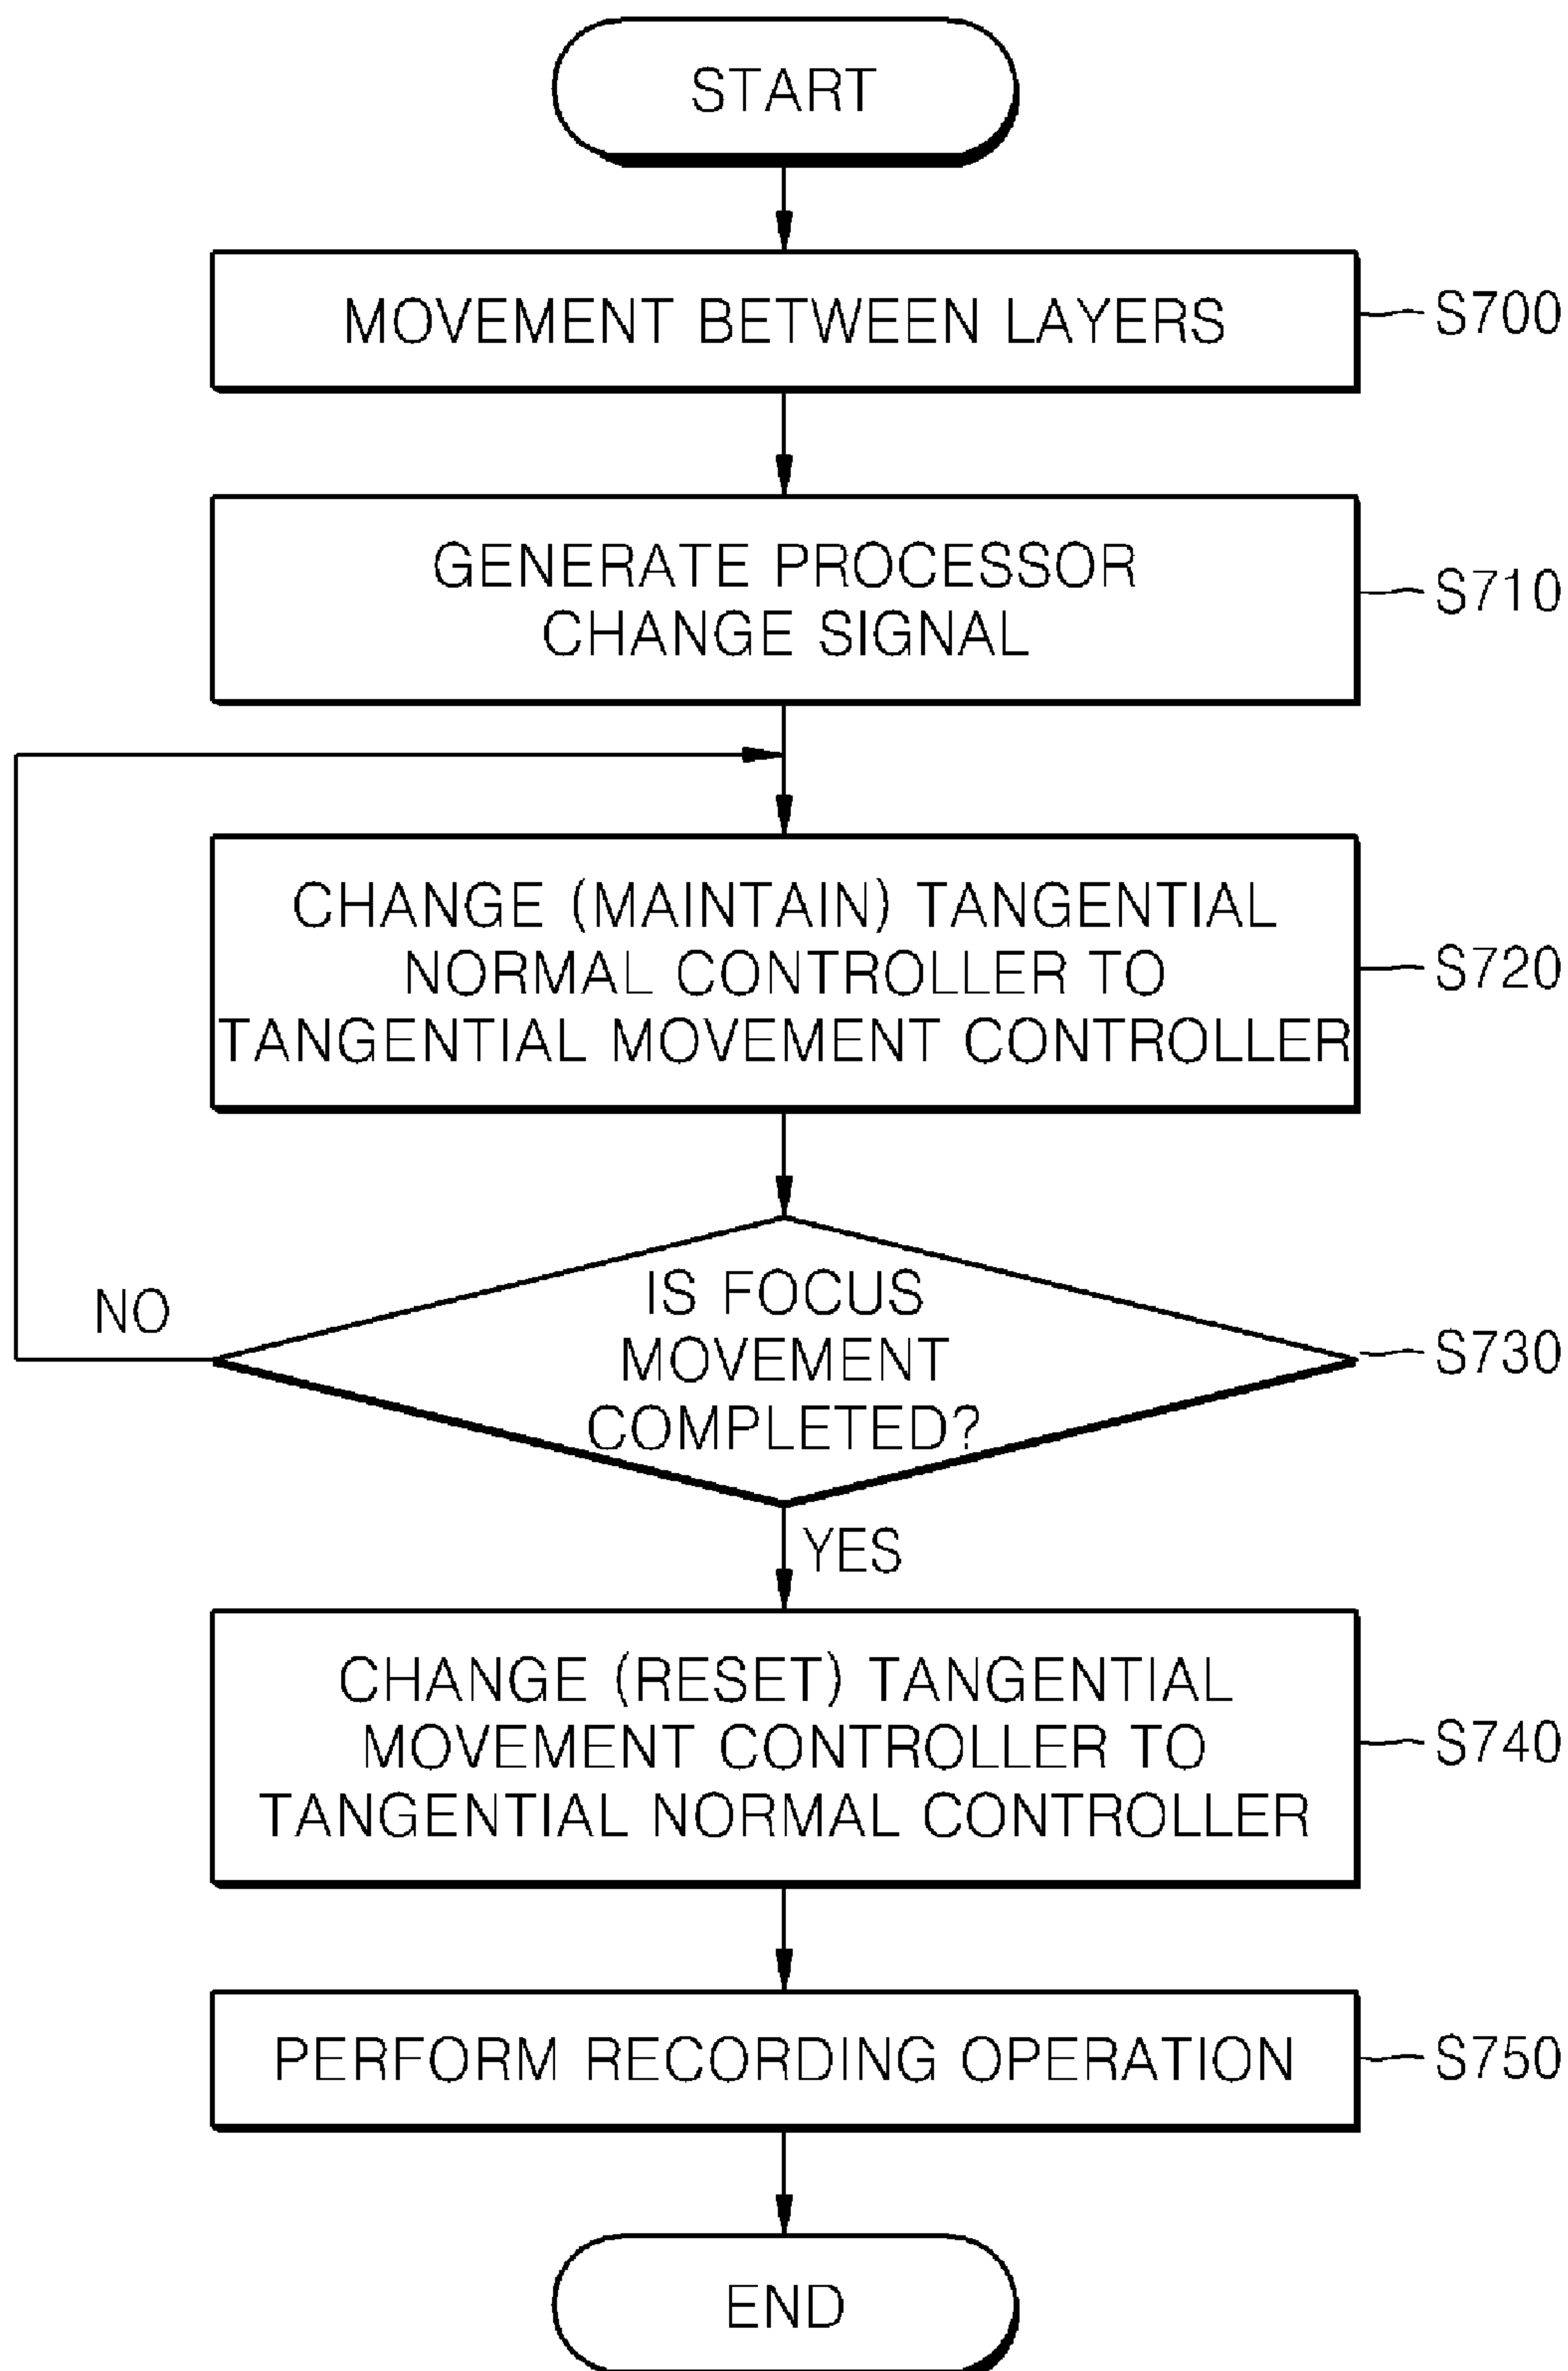 START
MOVEMENT BETWEEN LAYERS
S700
GENERATE PROCESSOR
CHANGE SIGNAL
S710
CHANGE (MAINTAIN) TANGENTIAL
NORMAL CONTROLLER TO
TANGENTIAL MOVEMENT CONTROLLER
S720
IS FOCUS
MOVEMENT
COMPLETED?
S730
NO
YES
CHANGE (RESET) TANGENTIAL
MOVEMENT CONTROLLER TO
TANGENTIAL NORMAL CONTROLLER
S740
PERFORM RECORDING OPERATION
S750
END